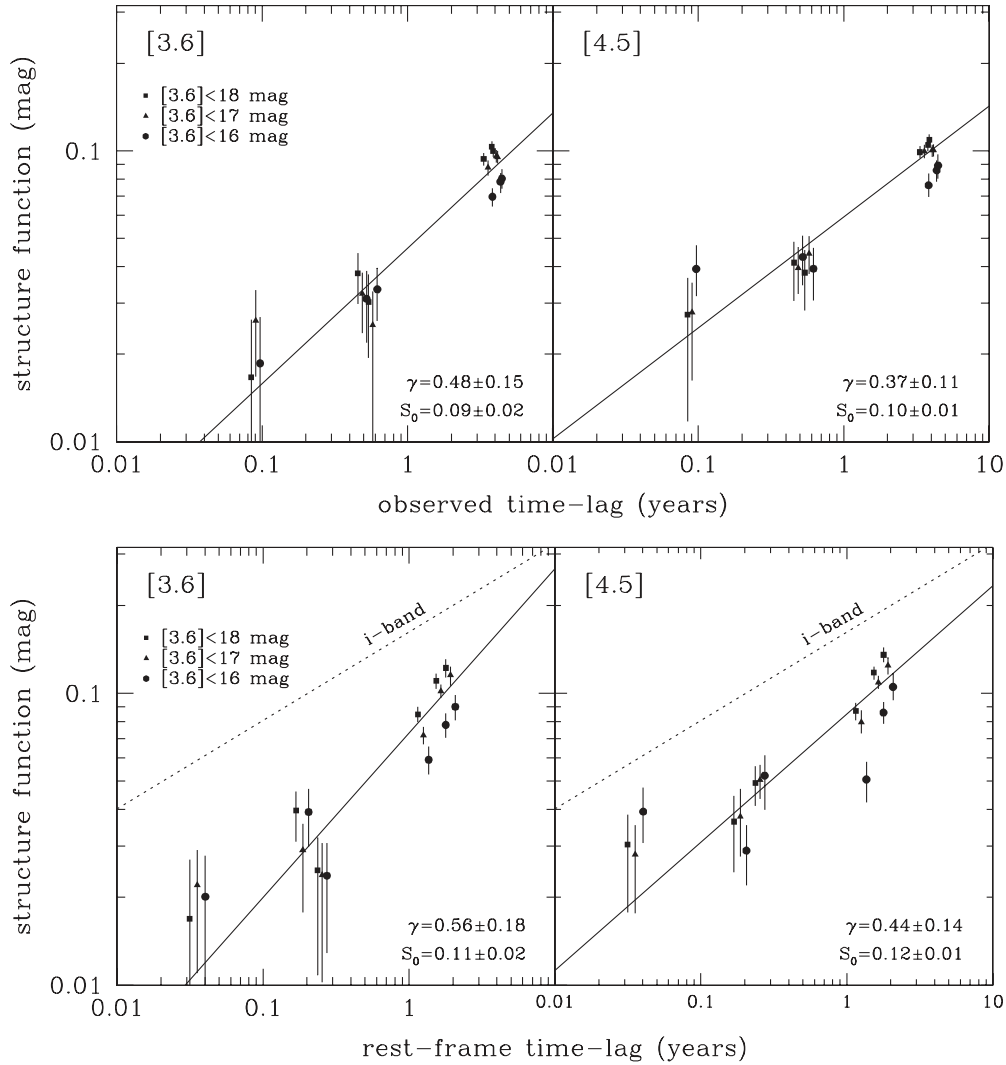 [3.6]
[3.6]<18 mag
[3.6]<17 mag
[3.6]<16 mag
γ=0.48±0.15
S₀=0.09±0.02
[4.5]
γ=0.37±0.11
S₀=0.10±0.01
structure function (mag)
0.1
0.01
0.01
0.1
1
0.01
0.1
1
10
observed time-lag (years)
[3.6]
i-band
[3.6]<18 mag
[3.6]<17 mag
[3.6]<16 mag
γ=0.56±0.18
S₀=0.11±0.02
[4.5]
i-band
γ=0.44±0.14
S₀=0.12±0.01
structure function (mag)
0.1
0.01
0.01
0.1
1
0.01
0.1
1
10
rest-frame time-lag (years)